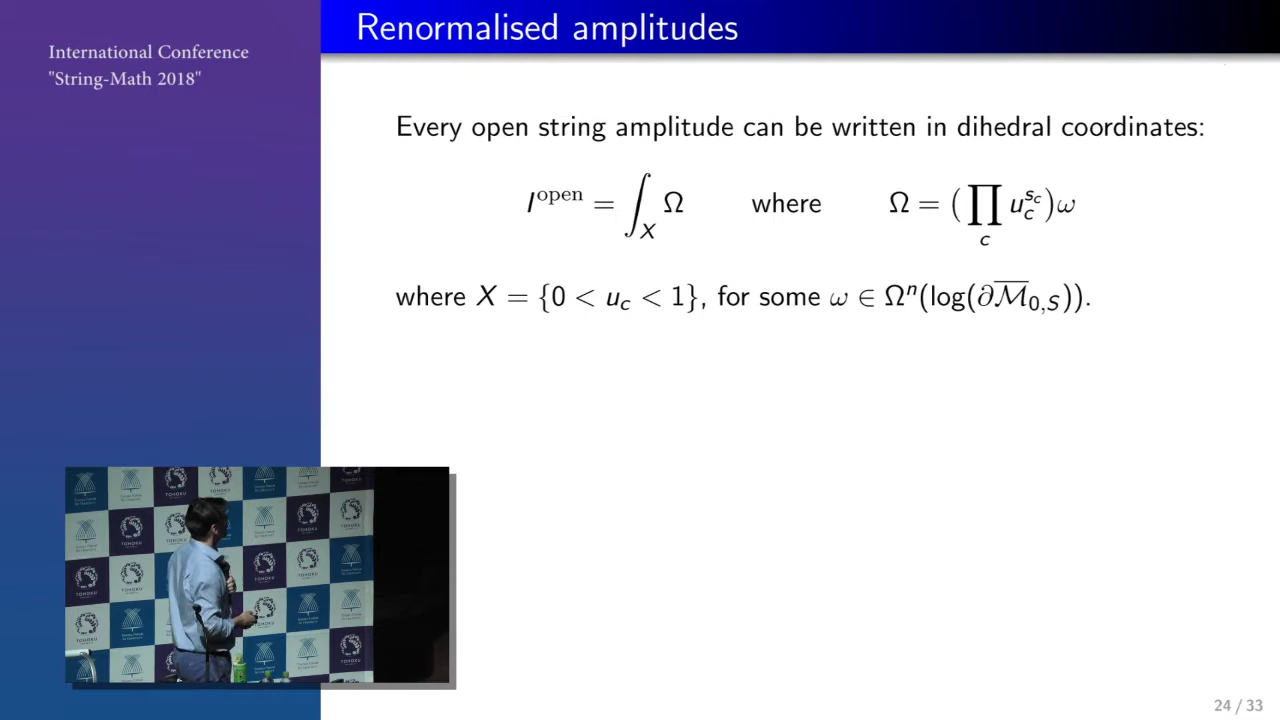 International Conference
"String-Math 2018"
Renormalised amplitudes
Every open string amplitude can be written in dihedral coordinates:
I^open = ∫_X Ω where Ω = (∏_c u_c^{s_c})ω
where X = {0 < u_c < 1}, for some ω ∈ Ω^n(log(∂\overline{M}_{0,S})).
24 / 33